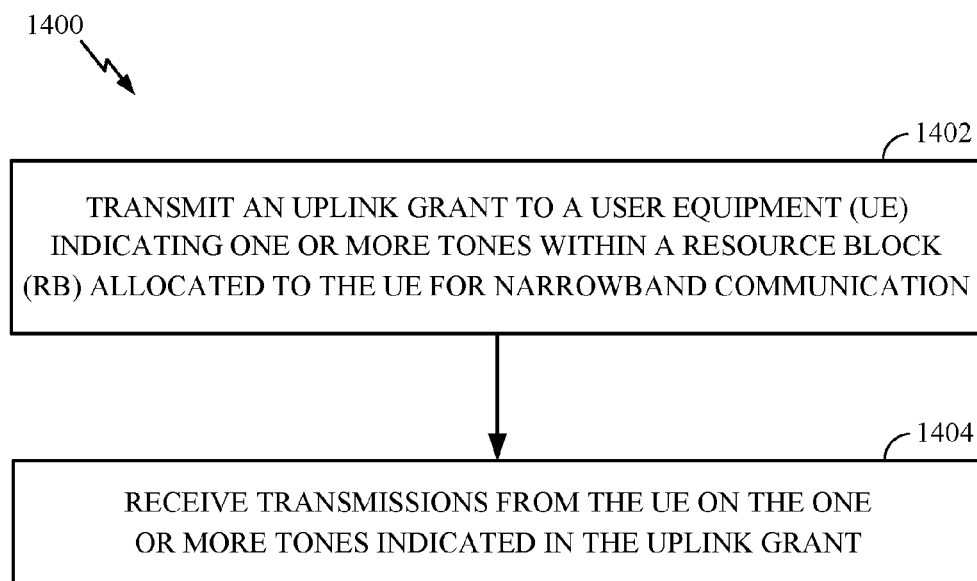 1400
1402
TRANSMIT AN UPLINK GRANT TO A USER EQUIPMENT (UE)
INDICATING ONE OR MORE TONES WITHIN A RESOURCE BLOCK
(RB) ALLOCATED TO THE UE FOR NARROWBAND COMMUNICATION
1404
RECEIVE TRANSMISSIONS FROM THE UE ON THE ONE
OR MORE TONES INDICATED IN THE UPLINK GRANT